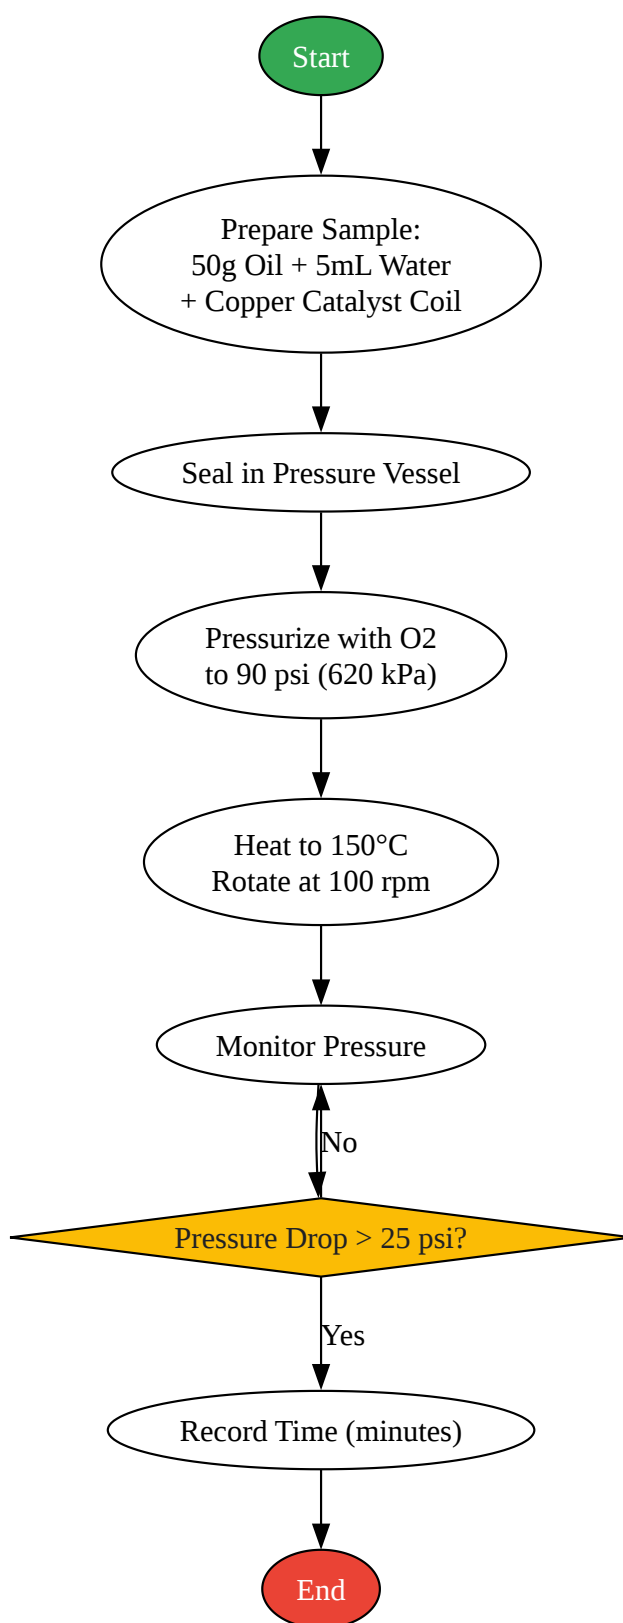 Start
Prepare Sample:
50g Oil + 5mL Water
+ Copper Catalyst Coil
Seal in Pressure Vessel
Pressurize with O2
to 90 psi (620 kPa)
Heat to 150°C
Rotate at 100 rpm
Monitor Pressure
No
Pressure Drop > 25 psi?
Yes
Record Time (minutes)
End